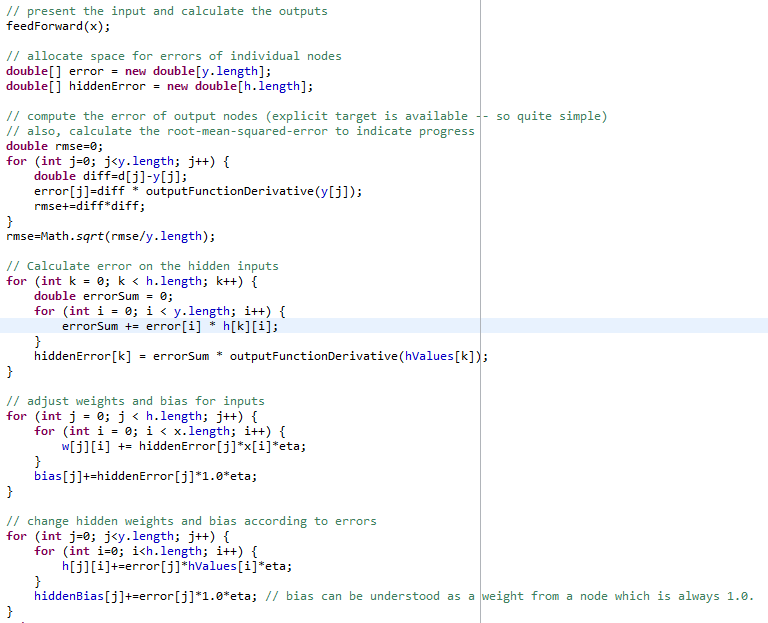 // present the input and calculate the outputs
feedForward(x);
// allocate space for errors of individual nodes
double[] error = new double[y.length];
double[] hiddenError = new double[h.length];
// compute the error of output nodes (explicit target is available -- so quite simple)
// also, calculate the root-mean-squared-error to indicate progress
double rmse=0;
for (int j=0; j<y.length; j++) {
double diff=d[j]-y[j];
error[j]=diff * outputFunctionDerivative(y[j]);
rmse+=diff*diff;
}
rmse=Math.sqrt(rmse/y.length);
// Calculate error on the hidden inputs
for (int k = 0; k < h.length; k++) {
double errorSum = 0;
for (int i = 0; i < y.length; i++) {
errorSum += error[i] * h[k][i];
}
hiddenError[k] = errorSum * outputFunctionDerivative(hValues[k]);
}
// adjust weights and bias for inputs
for (int j = 0; j < h.length; j++) {
for (int i = 0; i < x.length; i++) {
w[j][i] += hiddenError[j]*x[i]*eta;
}
bias[j]+=hiddenError[j]*1.0*eta;
}
// change hidden weights and bias according to errors
for (int j=0; j<y.length; j++) {
for (int i=0; i<h.length; i++) {
h[j][i]+=error[j]*hValues[i]*eta;
}
hiddenBias[j]+=error[j]*1.0*eta; // bias can be understood as a weight from a node which is always 1.0.
}